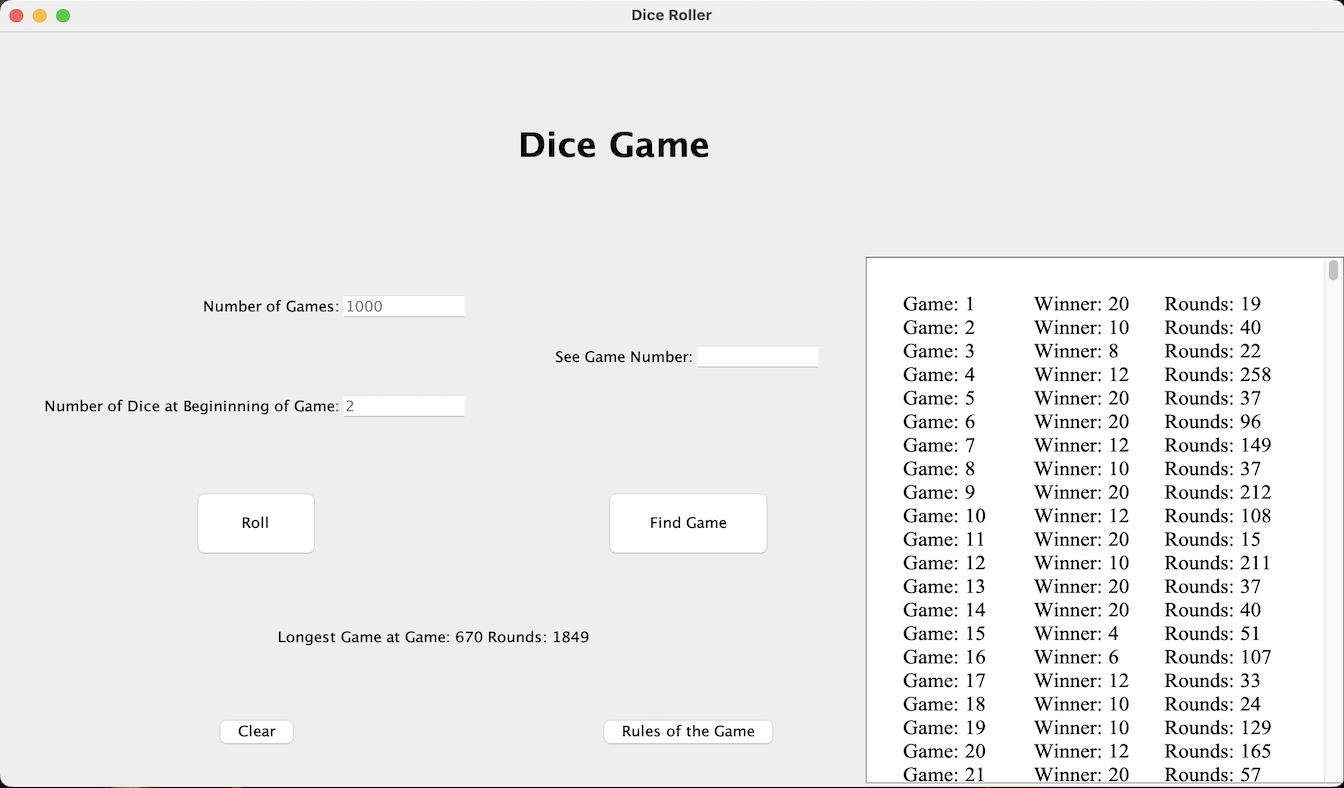 Dice Roller
Dice Game
Number of Games: 1000
See Game Number:
Number of Dice at Begininning of Game: 2
Roll
Find Game
Longest Game at Game: 670 Rounds: 1849
Clear
Rules of the Game
Game: 1 Winner: 20 Rounds: 19
Game: 2 Winner: 10 Rounds: 40
Game: 3 Winner: 8 Rounds: 22
Game: 4 Winner: 12 Rounds: 258
Game: 5 Winner: 20 Rounds: 37
Game: 6 Winner: 20 Rounds: 96
Game: 7 Winner: 12 Rounds: 149
Game: 8 Winner: 10 Rounds: 37
Game: 9 Winner: 20 Rounds: 212
Game: 10 Winner: 12 Rounds: 108
Game: 11 Winner: 20 Rounds: 15
Game: 12 Winner: 10 Rounds: 211
Game: 13 Winner: 20 Rounds: 37
Game: 14 Winner: 20 Rounds: 40
Game: 15 Winner: 4 Rounds: 51
Game: 16 Winner: 6 Rounds: 107
Game: 17 Winner: 12 Rounds: 33
Game: 18 Winner: 10 Rounds: 24
Game: 19 Winner: 10 Rounds: 129
Game: 20 Winner: 12 Rounds: 165
Game: 21 Winner: 20 Rounds: 57